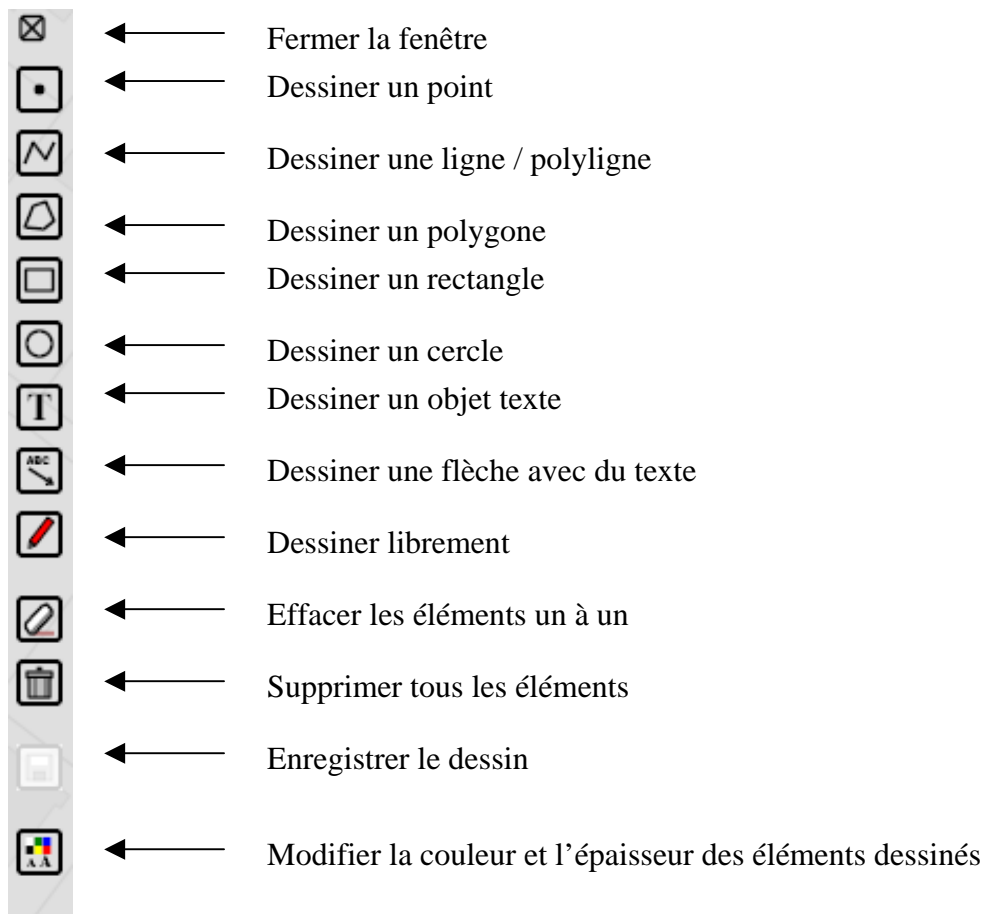 Fermer la fenêtre
Dessiner un point
Dessiner une ligne / polyligne
Dessiner un polygone
Dessiner un rectangle
Dessiner un cercle
T
Dessiner un objet texte
ABC
Dessiner une flèche avec du texte
Dessiner librement
Effacer les éléments un à un
Supprimer tous les éléments
Enregistrer le dessin
A A
Modifier la couleur et l’épaisseur des éléments dessinés